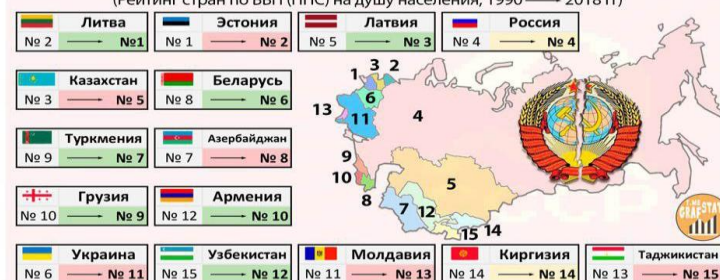 (Рейтинг стран по ВВП (ППС) на душу населения, 1990 → 2018 гг)
Литва
№ 2 → №1
Эстония
№ 1 → № 2
Латвия
№ 5 → № 3
Россия
№ 4 → № 4
Казахстан
№ 3 → № 5
Беларусь
№ 8 → № 6
Туркмения
№ 9 → № 7
Азербайджан
№ 7 → № 8
Грузия
№ 10 → № 9
Армения
№ 12 → № 10
Украина
№ 6 → № 11
Узбекистан
№ 15 → № 12
Молдавия
№ 11 → № 13
Киргизия
№ 14 → № 14
Таджикистан
№ 13 → № 15
1
3
2
6
13
11
4
9
10
8
5
7
12
15
14
GRAFSTAT